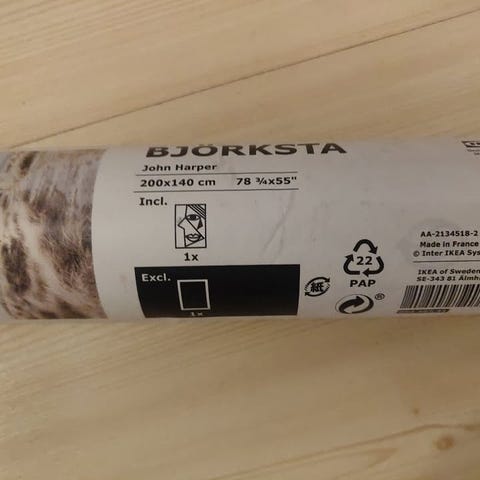 BJÖRKSTA
John Harper
200x140 cm 78 ¾x55"
Incl.
1x
Excl.
1x
22
PAP
紙
®
AA-2134518-2
Made in France
© Inter IKEA Sys
IKEA of Sweden
SE-343 81 Älmh